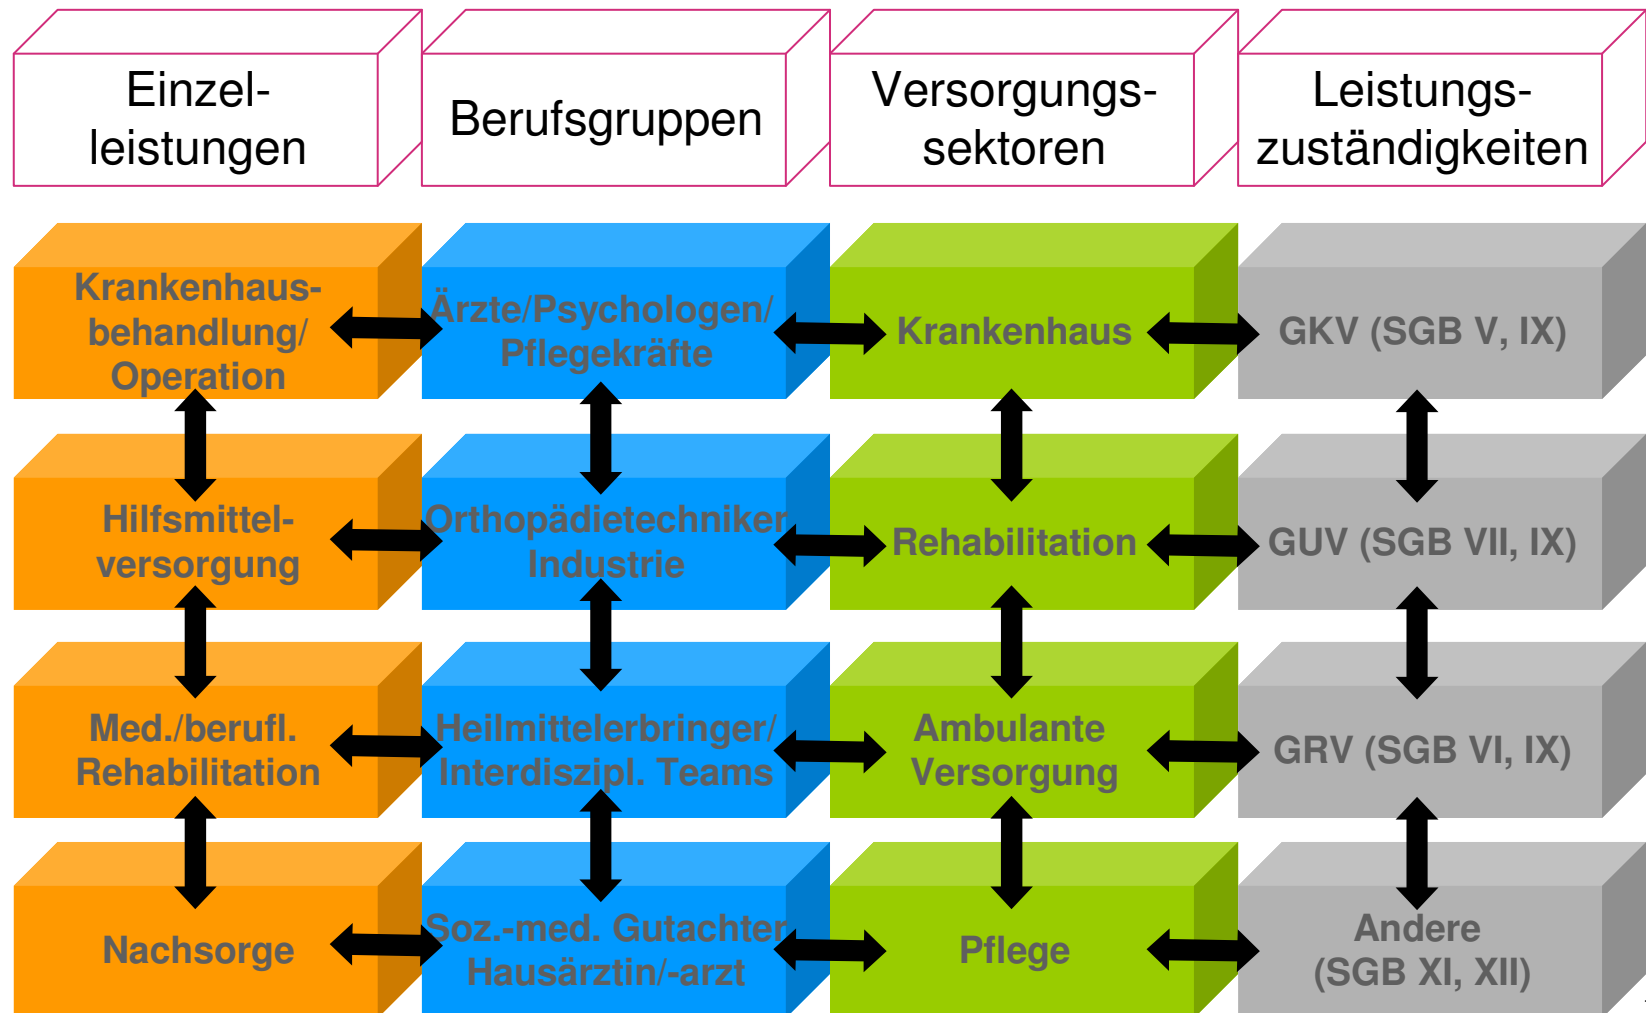 Einzel-
leistungen
Berufsgruppen
Versorgungs-
sektoren
Leistungs-
zuständigkeiten
Krankenhaus-
behandlung/
Operation
Ärzte/Psychologen/
Pflegekräfte
Krankenhaus
GKV (SGB V, IX)
Hilfsmittel-
versorgung
Orthopädietechniker
Industrie
Rehabilitation
GUV (SGB VII, IX)
Med./berufl.
Rehabilitation
Heilmittelerbringer/
Interdiszipl. Teams
Ambulante
Versorgung
GRV (SGB VI, IX)
Nachsorge
Soz.-med. Gutachter
Hausärztin/-arzt
Pflege
Andere
(SGB XI, XII)